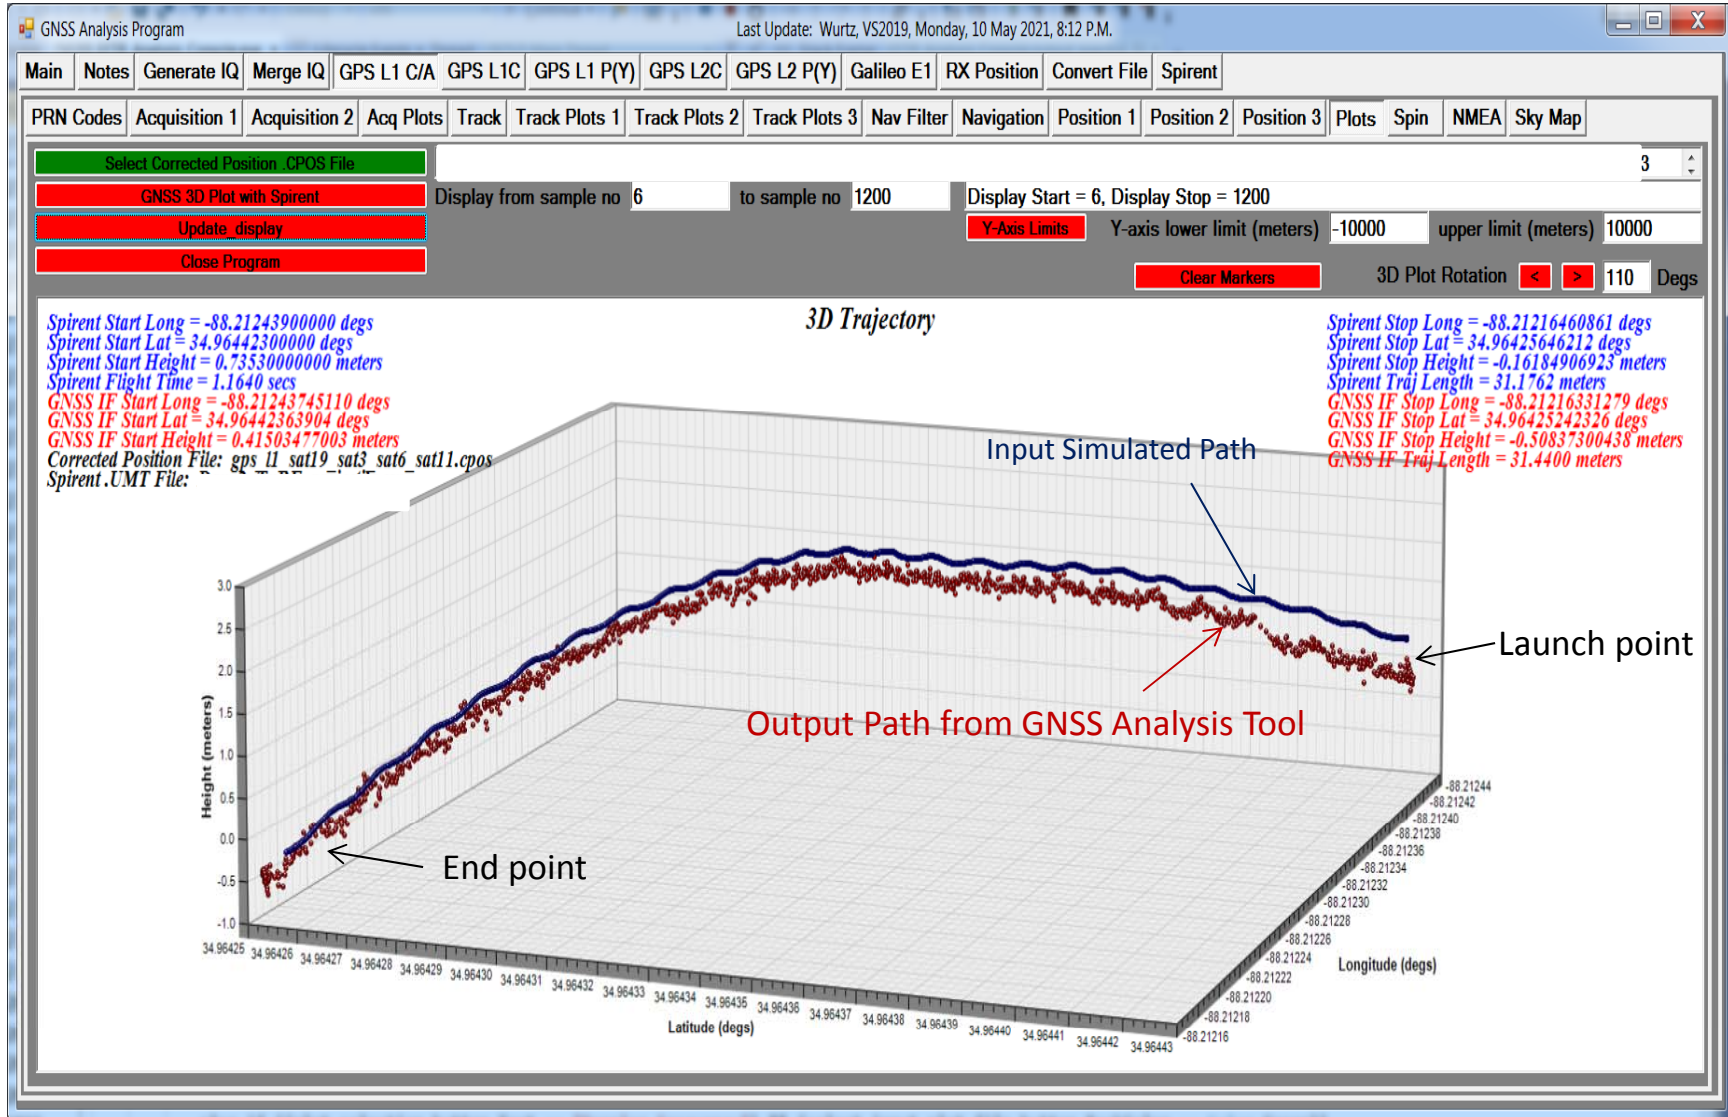 GNSS Analysis Program
Last Update: Wurtz, VS2019, Monday, 10 May 2021, 8:12 P.M.
Main Notes Generate IQ Merge IQ GPS L1 C/A GPS L1C GPS L1 P(Y) GPS L2C GPS L2 P(Y) Galileo E1 RX Position Convert File Spirent
PRN Codes Acquisition 1 Acquisition 2 Acq Plots Track Track Plots 1 Track Plots 2 Track Plots 3 Nav Filter Navigation Position 1 Position 2 Position 3 Plots Spin NMEA Sky Map
Select Corrected Position .CPOS File
3
GNSS 3D Plot with Spirent
Display from sample no 6 to sample no 1200
Display Start = 6, Display Stop = 1200
Update_display
Y-Axis Limits
Y-axis lower limit (meters) -10000 upper limit (meters) 10000
Close Program
Clear Markers
3D Plot Rotation < > 110 Degs
3D Trajectory
Spirent Start Long = -88.21243900000 degs
Spirent Start Lat = 34.96442300000 degs
Spirent Start Height = 0.73530000000 meters
Spirent Flight Time = 1.1640 secs
GNSS IF Start Long = -88.21243745110 degs
GNSS IF Start Lat = 34.96442363904 degs
GNSS IF Start Height = 0.41503477003 meters
Corrected Position File: gps_l1_sat19_sat3_sat6_sat11.cpos
Spirent .UMT File:
Spirent Stop Long = -88.21216460861 degs
Spirent Stop Lat = 34.96425646212 degs
Spirent Stop Height = -0.16184906923 meters
Spirent Traj Length = 31.1762 meters
GNSS IF Stop Long = -88.21216331279 degs
GNSS IF Stop Lat = 34.96425242326 degs
GNSS IF Stop Height = -0.50837300438 meters
GNSS IF Traj Length = 31.4400 meters
Input Simulated Path
Launch point
Output Path from GNSS Analysis Tool
End point
Height (meters)
3.0
2.5
2.0
1.5
1.0
0.5
0.0
-0.5
-1.0
34.96425
34.96426
34.96427
34.96428
34.96429
34.96430
34.96431
34.96432
34.96433
34.96434
34.96435
34.96436
34.96437
34.96438
34.96439
34.96440
34.96441
34.96442
34.96443
Latitude (degs)
-88.21244
-88.21242
-88.21240
-88.21238
-88.21236
-88.21234
-88.21232
-88.21230
-88.21228
-88.21226
-88.21224
-88.21222
-88.21220
-88.21218
-88.21216
Longitude (degs)